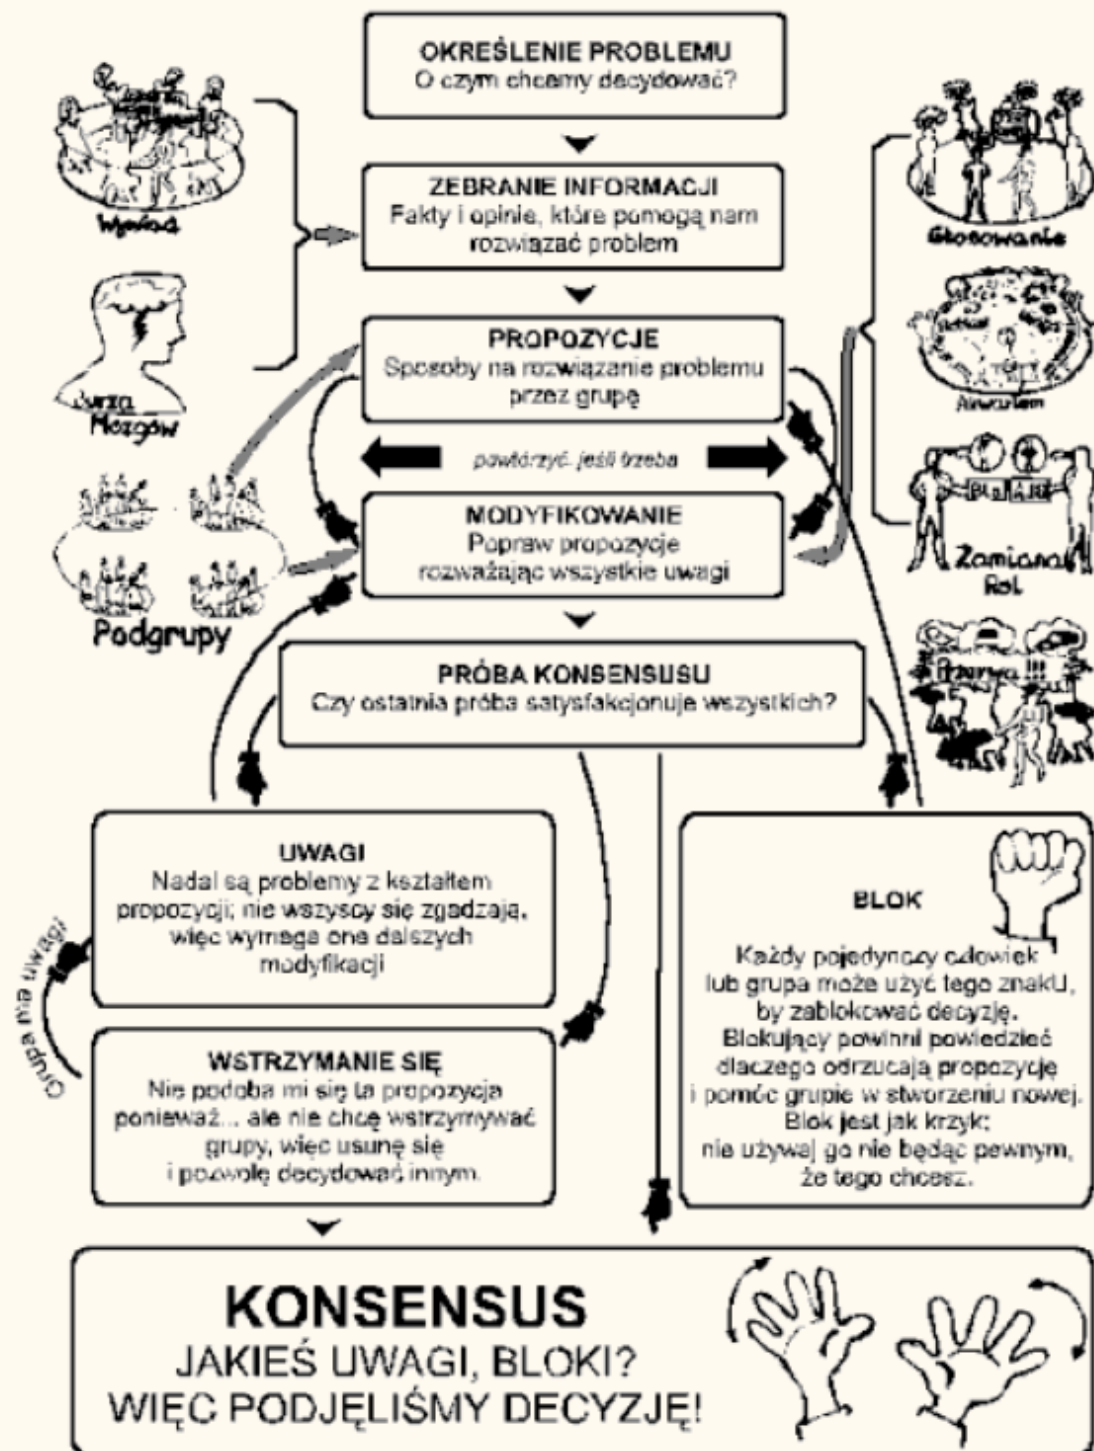 OKREŚLENIE PROBLEMU
O czym chcemy decydować?
ZEBRANIE INFORMACJI
Fakty i opinie, które pomogą nam
rozwiązać problem
PROPOZYCJE
Sposoby na rozwiązanie problemu
przez grupę
powtórzyć jeśli trzeba
MODYFIKOWANIE
Popraw propozycje
rozważając wszystkie uwagi
PRÓBA KONSENSUSU
Czy ostatnia próba satysfakcjonuje wszystkich?
Wywiad
Burza
Mozgów
Podgrupy
Głosowanie
Akwarium
Zamiana
Rol
Przerwa !!!
UWAGI
Nadal są problemy z kształtem
propozycji; nie wszyscy się zgadzają,
więc wymaga one dalszych
modyfikacji
Grupa ma uwagi
WSTRZYMANIE SIĘ
Nie podoba mi się ta propozycja
ponieważ... ale nie chcę wstrzymywać
grupy, więc usunę się
i pozwolę decydować innym.
BLOK
Każdy pojedynczy człowiek
lub grupa może użyć tego znakU,
by zablokować decyzję.
Blokujący powinni powiedzieć
dlaczego odrzucają propozycję
i pomóc grupie w stworzeniu nowej.
Blok jest jak krzyk:
nie używaj go nie będąc pewnym,
że tego chcesz.
KONSENSUS
JAKIEŚ UWAGI, BLOKI?
WIĘC PODJĘLIŚMY DECYZJĘ!